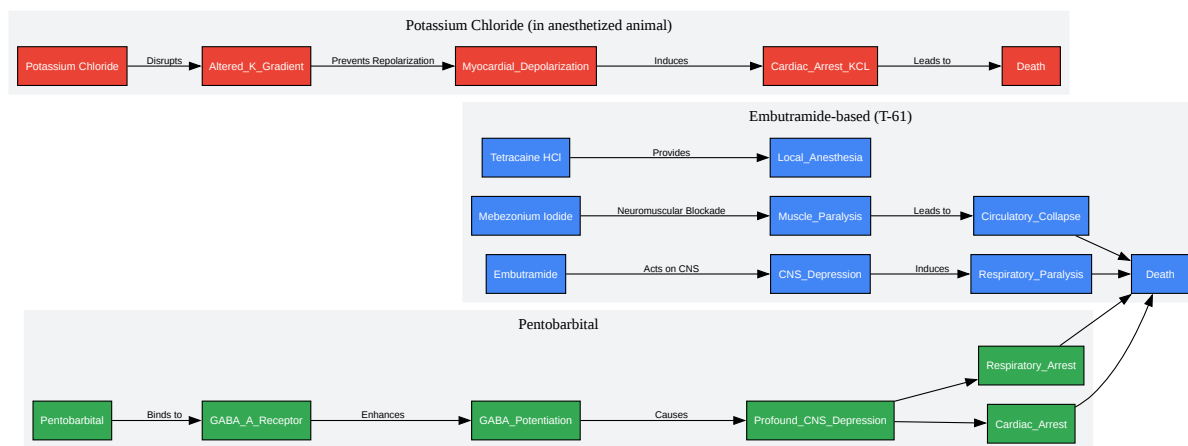 Potassium Chloride (in anesthetized animal)
Potassium Chloride
Disrupts
Altered_K_Gradient
Prevents Repolarization
Myocardial_Depolarization
Induces
Cardiac_Arrest_KCL
Leads to
Death
Embutramide-based (T-61)
Tetracaine HCl
Provides
Local_Anesthesia
Mebezonium Iodide
Neuromuscular Blockade
Muscle_Paralysis
Leads to
Circulatory_Collapse
Embutramide
Acts on CNS
CNS_Depression
Induces
Respiratory_Paralysis
Death
Pentobarbital
Respiratory_Arrest
Pentobarbital
Binds to
GABA_A_Receptor
Enhances
GABA_Potentiation
Causes
Profound_CNS_Depression
Cardiac_Arrest